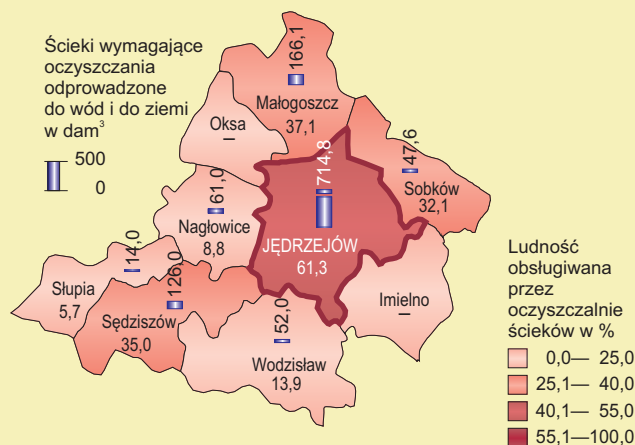 Ścieki wymagające
oczyszczania
odprowadzone
do wód i do ziemi
w dam³
500
0
166,1
Małogoszcz
37,1
Oksa
—
47,6
Sobków
32,1
714,8
JĘDRZEJÓW
61,3
61,0
Nagłowice
8,8
14,0
Słupia
5,7
126,0
Sędziszów
35,0
52,0
Wodzisław
13,9
Imielno
—
Ludność
obsługiwana
przez
oczyszczalnie
ścieków w %
0,0— 25,0
25,1— 40,0
40,1— 55,0
55,1—100,0